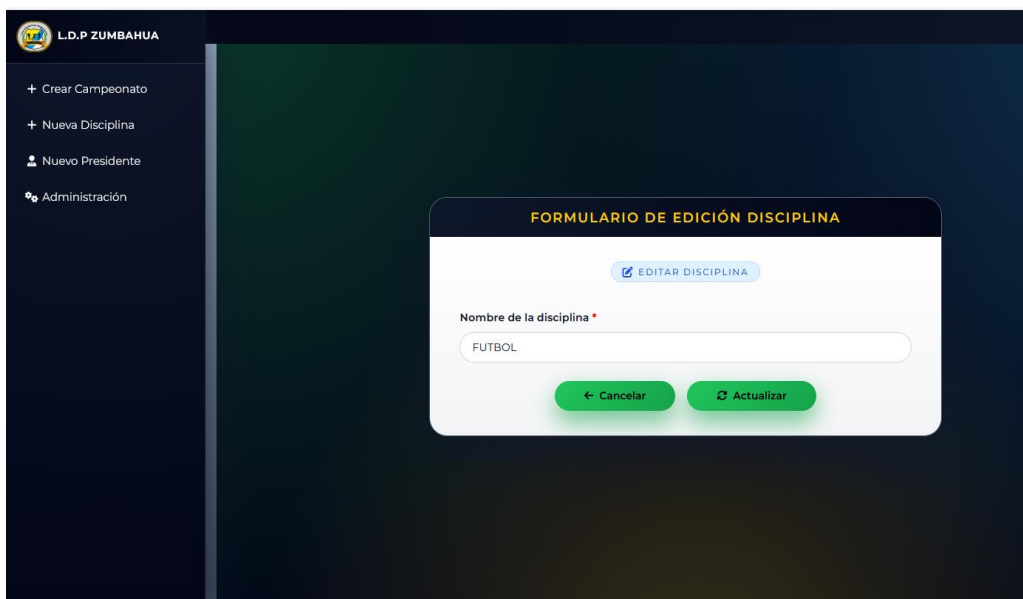 L.D.P ZUMBAHUA
Crear Campeonato
Nueva Disciplina
Nuevo Presidente
Administración
FORMULARIO DE EDICIÓN DISCIPLINA
EDITAR DISCIPLINA
Nombre de la disciplina *
FUTBOL
Cancelar
Actualizar